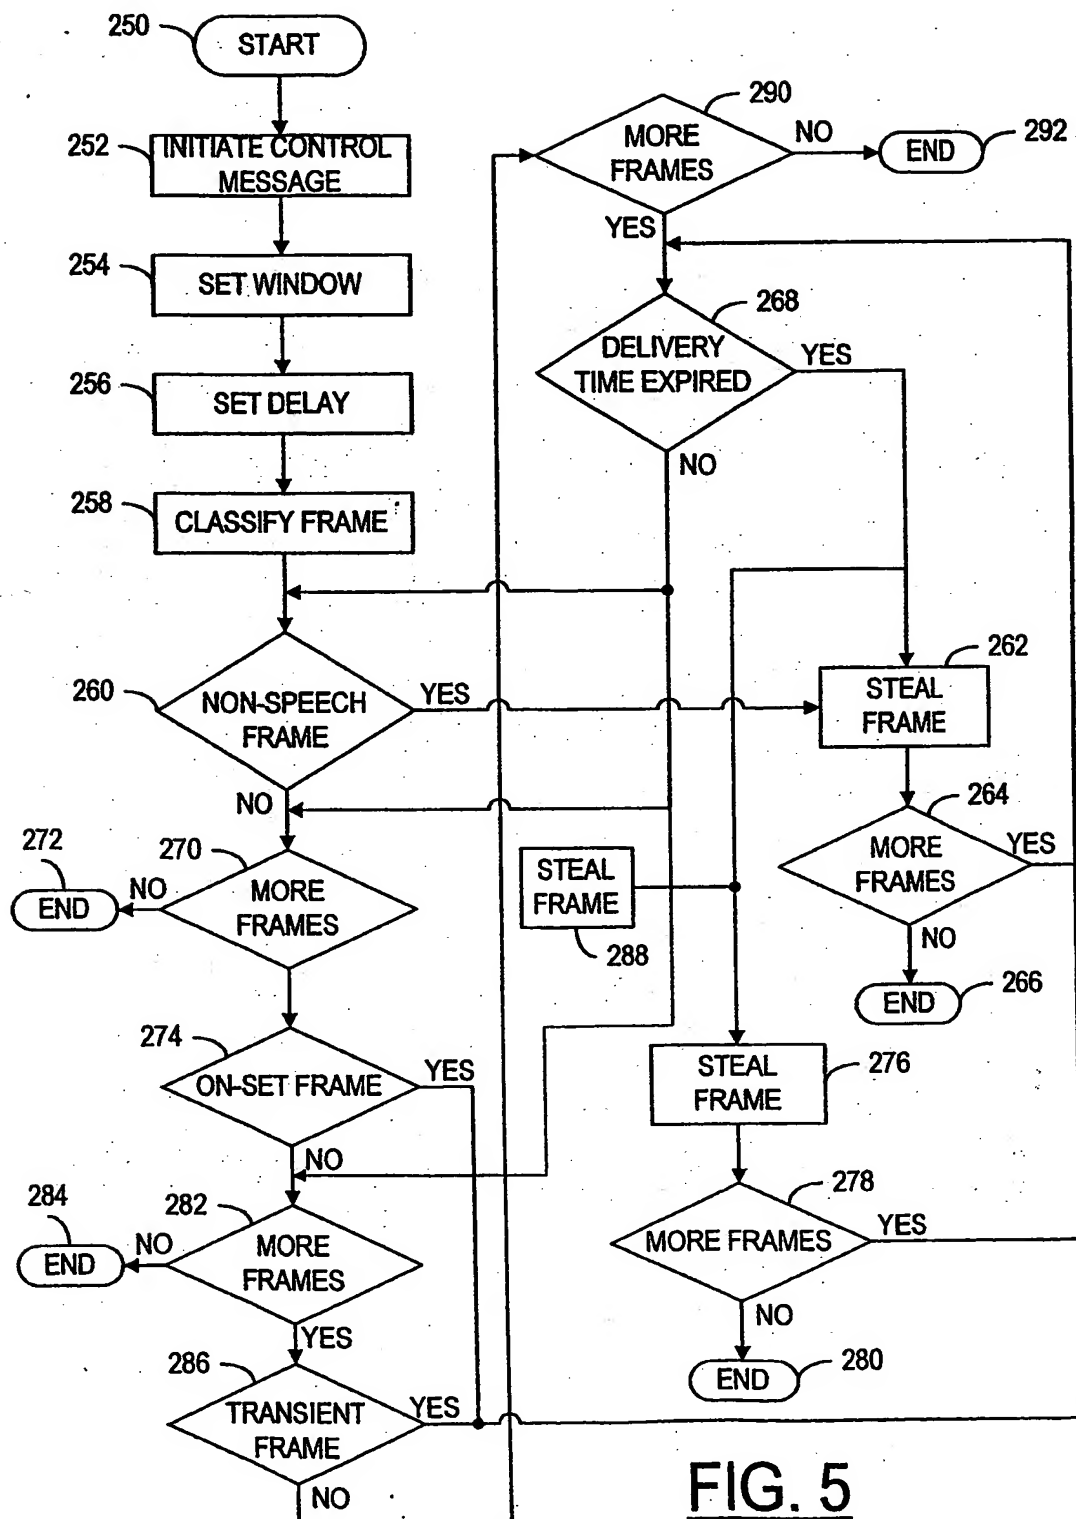 250
START
252
INITIATE CONTROL
MESSAGE
254
SET WINDOW
256
SET DELAY
258
CLASSIFY FRAME
260
NON-SPEECH
FRAME
YES
NO
272
END
NO
270
MORE
FRAMES
274
ON-SET FRAME
YES
NO
284
END
NO
282
MORE
FRAMES
YES
286
TRANSIENT
FRAME
YES
NO
290
MORE
FRAMES
NO
END
292
YES
268
DELIVERY
TIME EXPIRED
YES
NO
262
STEAL
FRAME
264
MORE
FRAMES
YES
NO
END
266
STEAL
FRAME
288
STEAL
FRAME
276
278
MORE FRAMES
YES
NO
END
280
FIG. 5